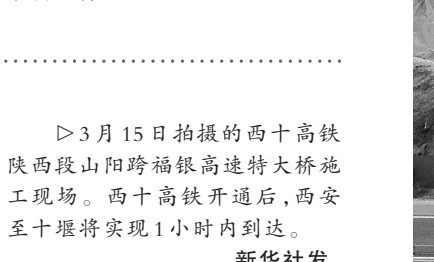 ▷3月15日拍摄的西十高铁
陕西段山阳跨福银高速特大桥施
工现场。西十高铁开通后,西安
至十堰将实现1小时内到达。
新华社发